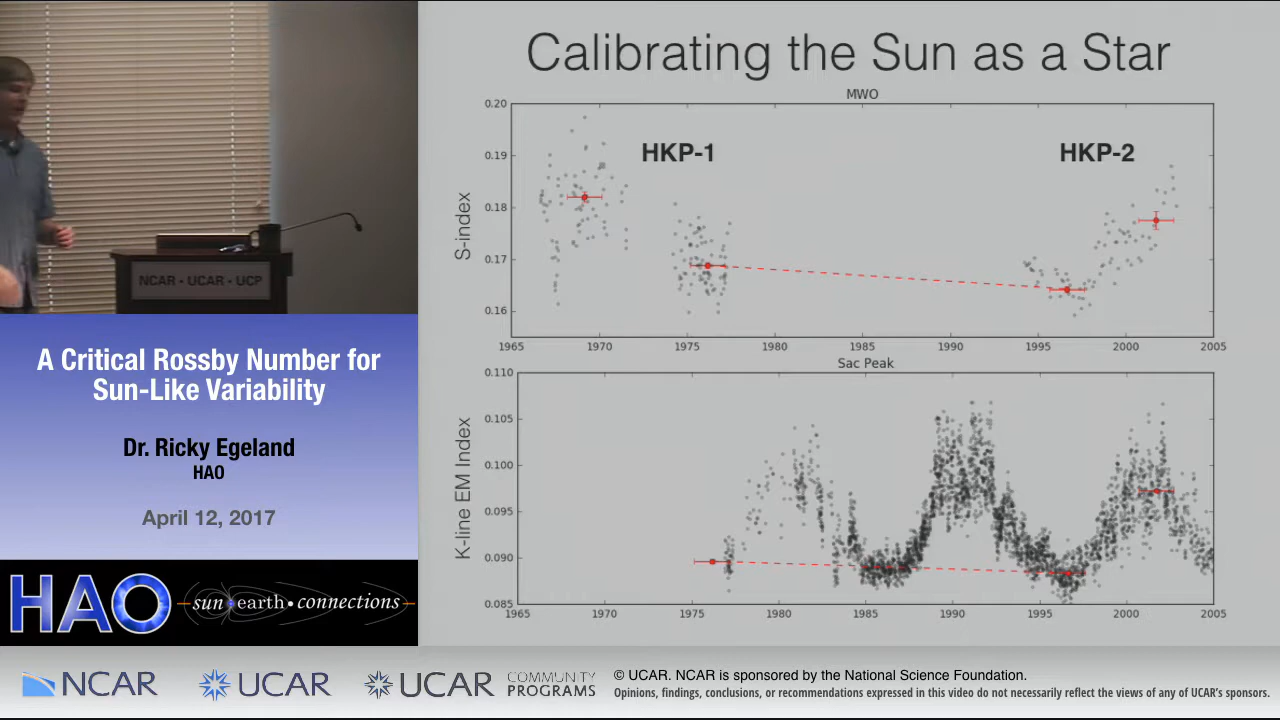 NCAR • UCAR • UCP
A Critical Rossby Number for
Sun-Like Variability
Dr. Ricky Egeland
HAO
April 12, 2017
HAO
sun earth connections
Calibrating the Sun as a Star
MWO
0.20
0.19
0.18
0.17
0.16
S-index
HKP-1
HKP-2
1965 1970 1975 1980 1985 1990 1995 2000 2005
Sac Peak
0.110
0.105
0.100
0.095
0.090
0.085
K-line EM Index
1965 1970 1975 1980 1985 1990 1995 2000 2005
NCAR
UCAR
UCAR
COMMUNITY
PROGRAMS
© UCAR. NCAR is sponsored by the National Science Foundation.
Opinions, findings, conclusions, or recommendations expressed in this video do not necessarily reflect the views of any of UCAR's sponsors.